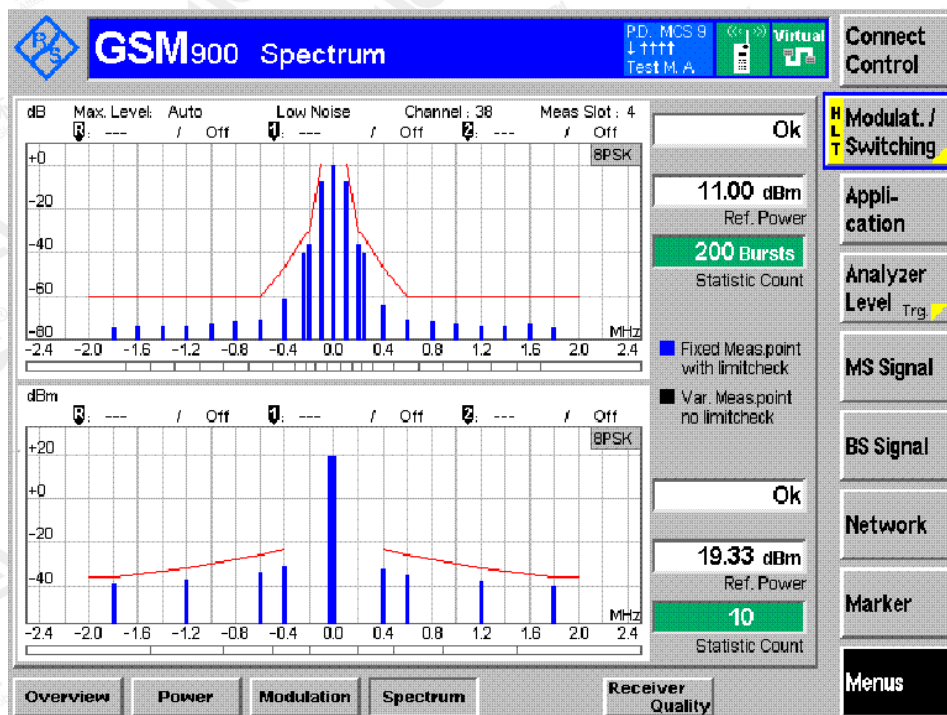 R/S
GSM900 Spectrum
P.D. MCS 9
↓↑↑↑↑
Test M. A
Virtual
Connect
Control
dB Max. Level: Auto Low Noise Channel : 38 Meas Slot : 4
R: --- / Off 1: --- / Off 2: --- / Off
8PSK
+0
-20
-40
-60
-80
MHz
-2.4 -2.0 -1.6 -1.2 -0.8 -0.4 0.0 0.4 0.8 1.2 1.6 2.0 2.4
Ok
11.00 dBm
Ref. Power
200 Bursts
Statistic Count
Fixed Meas.point
with limitcheck
Var. Meas.point
no limitcheck
dBm
R: --- / Off 1: --- / Off 2: --- / Off
8PSK
+20
+0
-20
-40
MHz
-2.4 -2.0 -1.6 -1.2 -0.8 -0.4 0.0 0.4 0.8 1.2 1.6 2.0 2.4
Ok
19.33 dBm
Ref. Power
10
Statistic Count
HLT
Modulat. /
Switching
Appli-
cation
Analyzer
Level Trg.
MS Signal
BS Signal
Network
Marker
Menus
Overview
Power
Modulation
Spectrum
Receiver
Quality